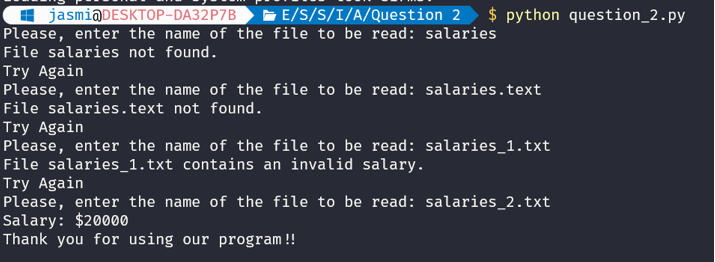 jasmi@DESKTOP-DA32P7B E/S/S/I/A/Question 2 $ python question_2.py
Please, enter the name of the file to be read: salaries
File salaries not found.
Try Again
Please, enter the name of the file to be read: salaries.text
File salaries.text not found.
Try Again
Please, enter the name of the file to be read: salaries_1.txt
File salaries_1.txt contains an invalid salary.
Try Again
Please, enter the name of the file to be read: salaries_2.txt
Salary: $20000
Thank you for using our program!!